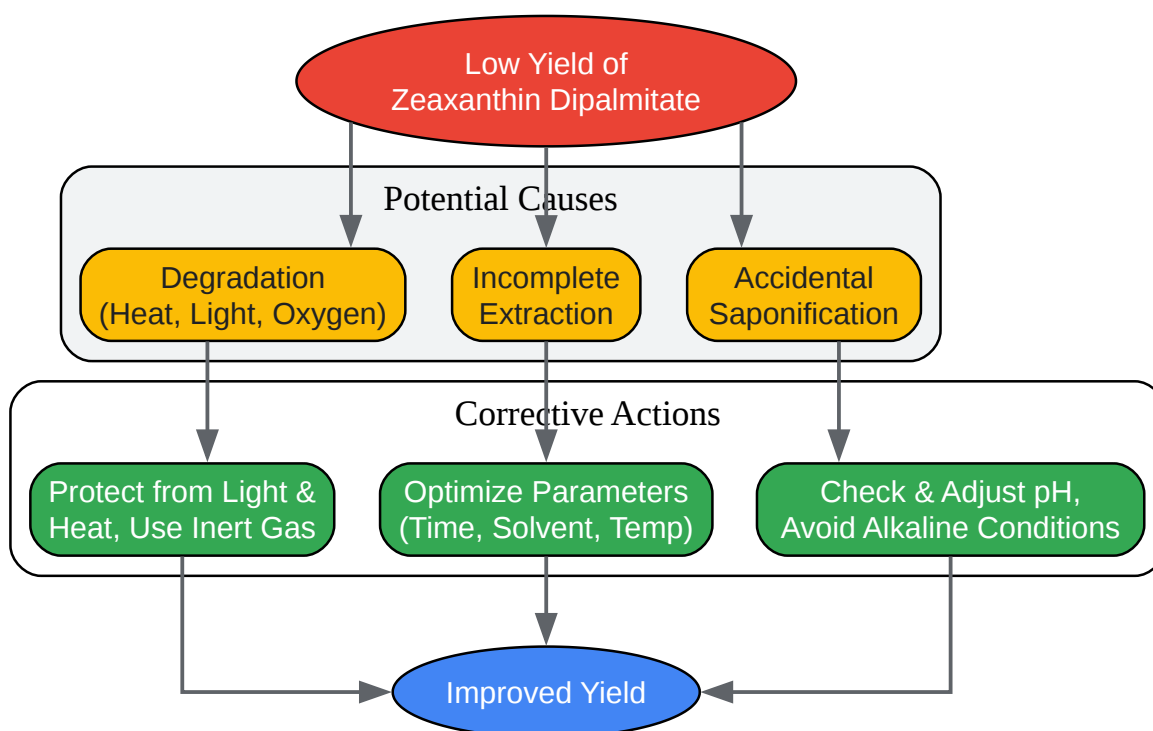 Low Yield of
Zeaxanthin Dipalmitate
Potential Causes
Degradation
(Heat, Light, Oxygen)
Incomplete
Extraction
Accidental
Saponification
Corrective Actions
Protect from Light &
Heat, Use Inert Gas
Optimize Parameters
(Time, Solvent, Temp)
Check & Adjust pH,
Avoid Alkaline Conditions
Improved Yield